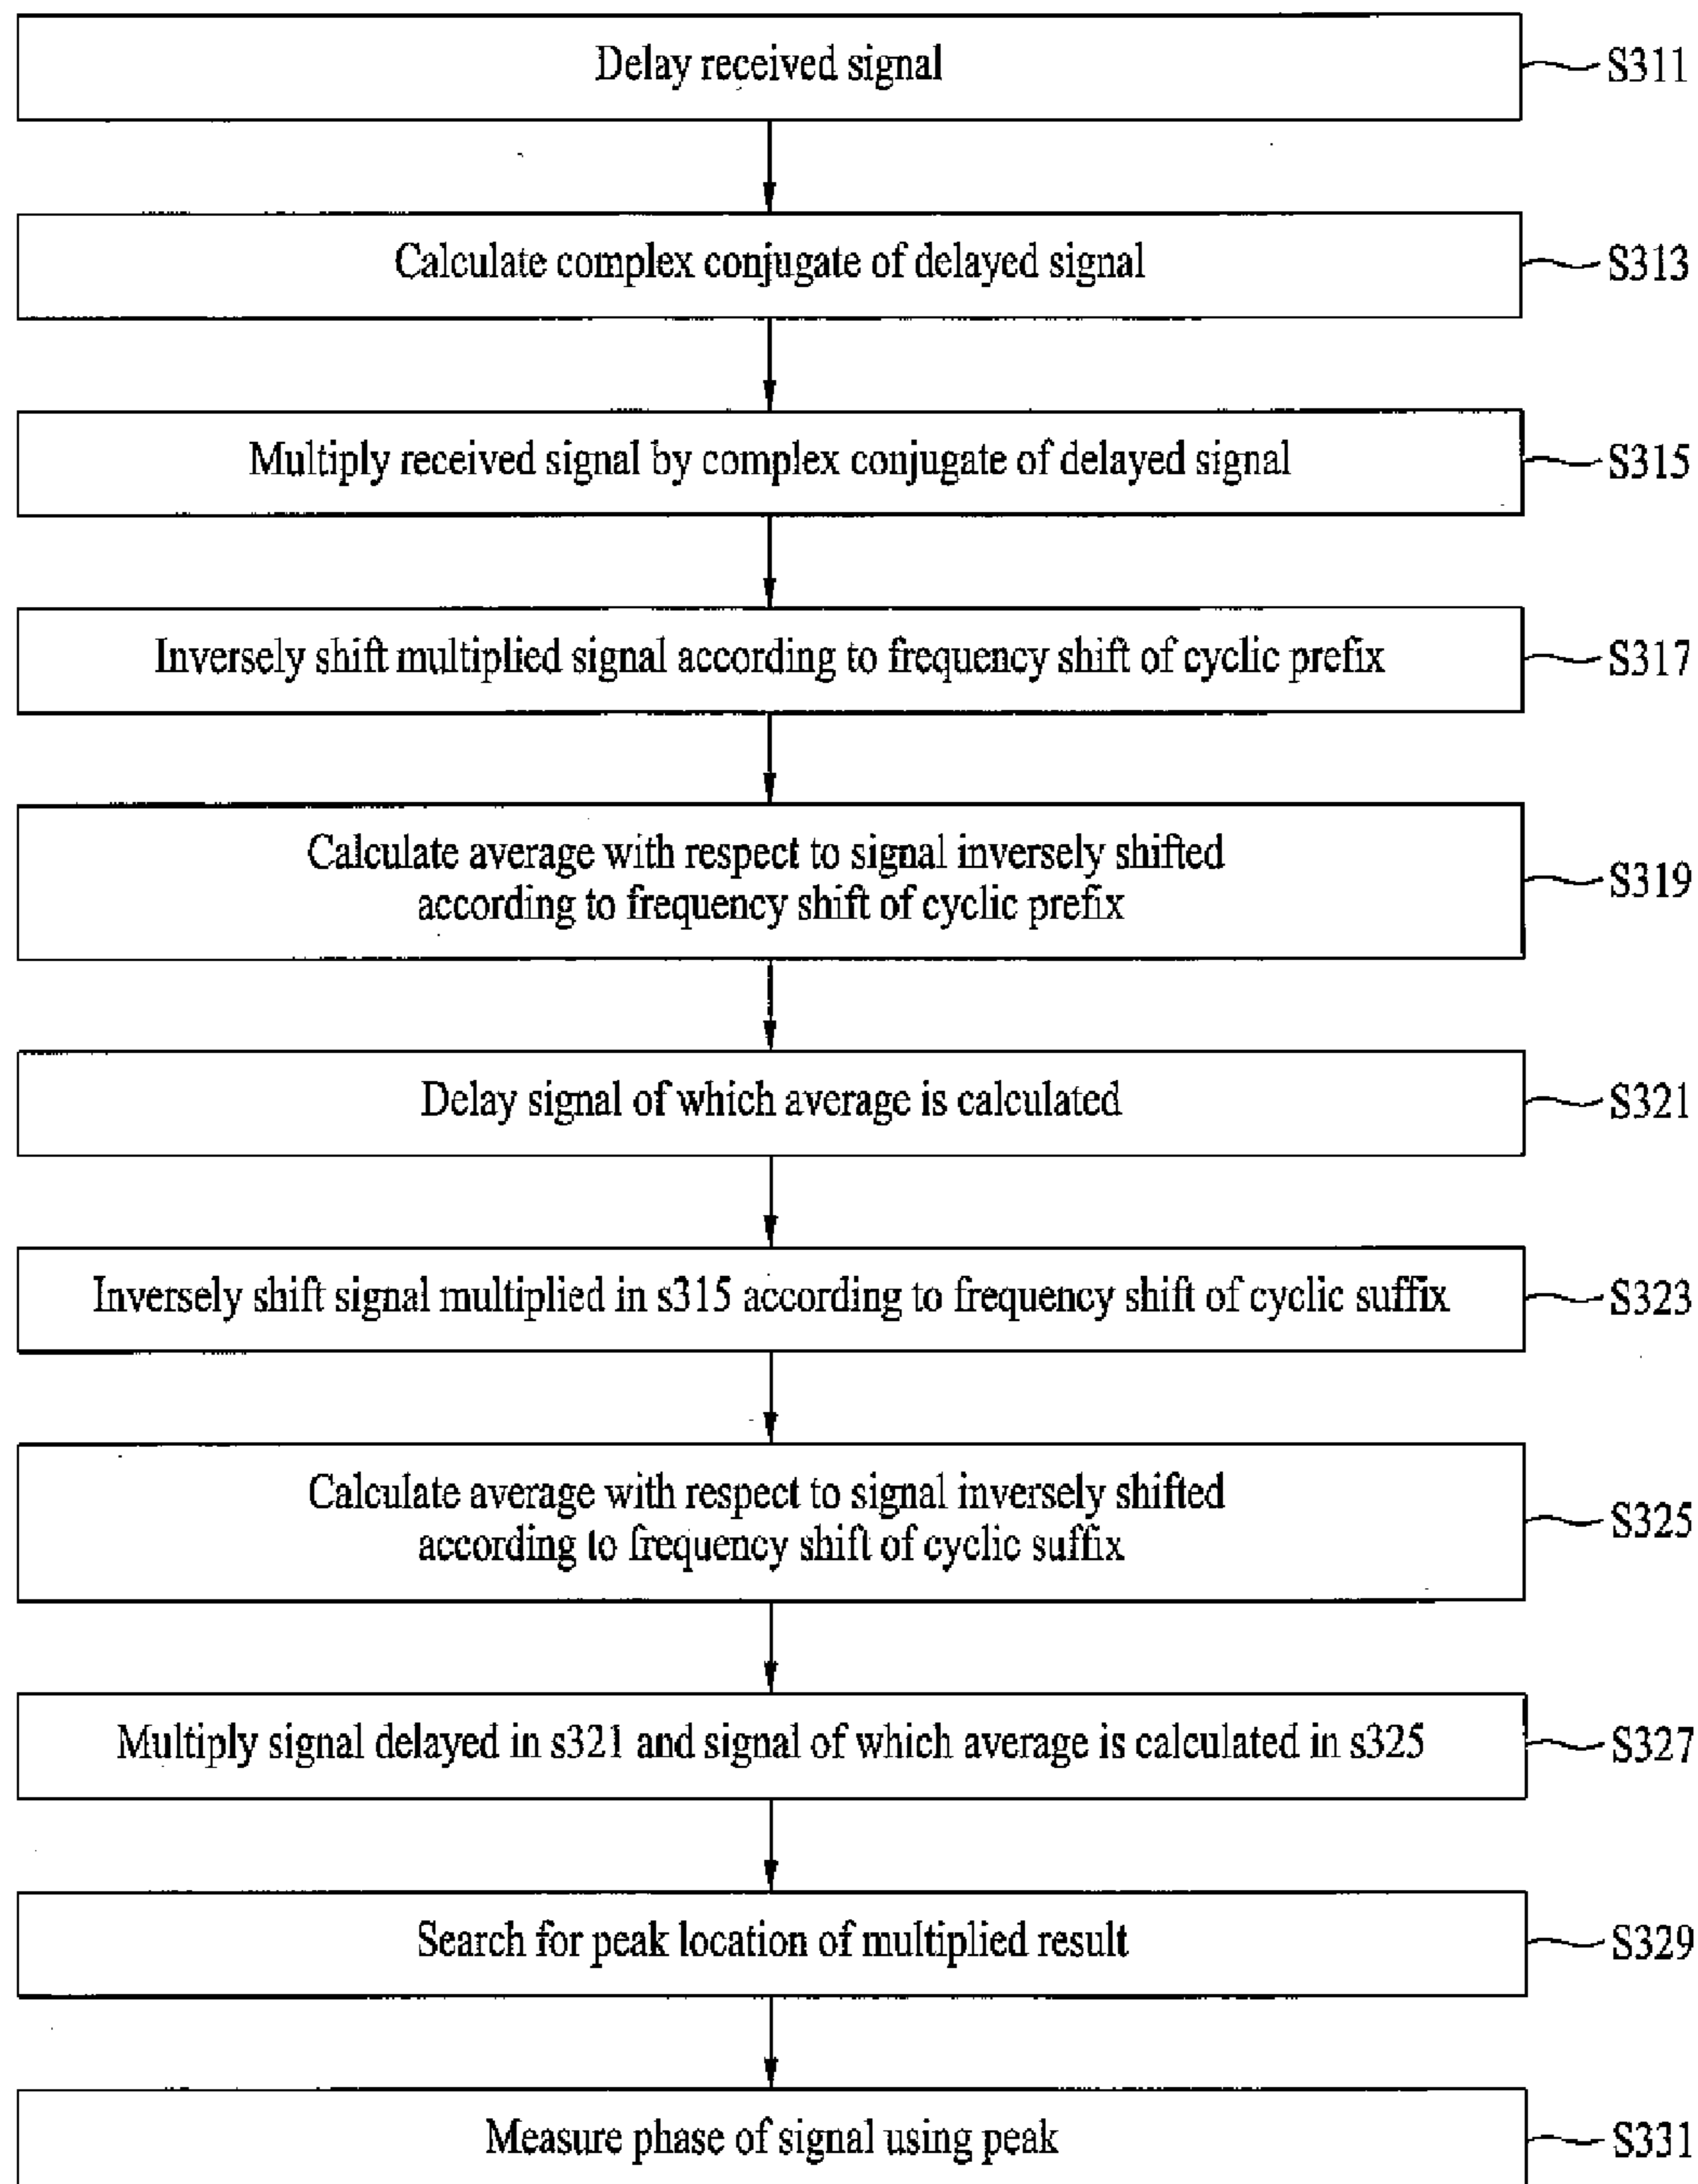 Delay received signal
S311
Calculate complex conjugate of delayed signal
S313
Multiply received signal by complex conjugate of delayed signal
S315
Inversely shift multiplied signal according to frequency shift of cyclic prefix
S317
Calculate average with respect to signal inversely shifted
according to frequency shift of cyclic prefix
S319
Delay signal of which average is calculated
S321
Inversely shift signal multiplied in s315 according to frequency shift of cyclic suffix
S323
Calculate average with respect to signal inversely shifted
according to frequency shift of cyclic suffix
S325
Multiply signal delayed in s321 and signal of which average is calculated in s325
S327
Search for peak location of multiplied result
S329
Measure phase of signal using peak
S331